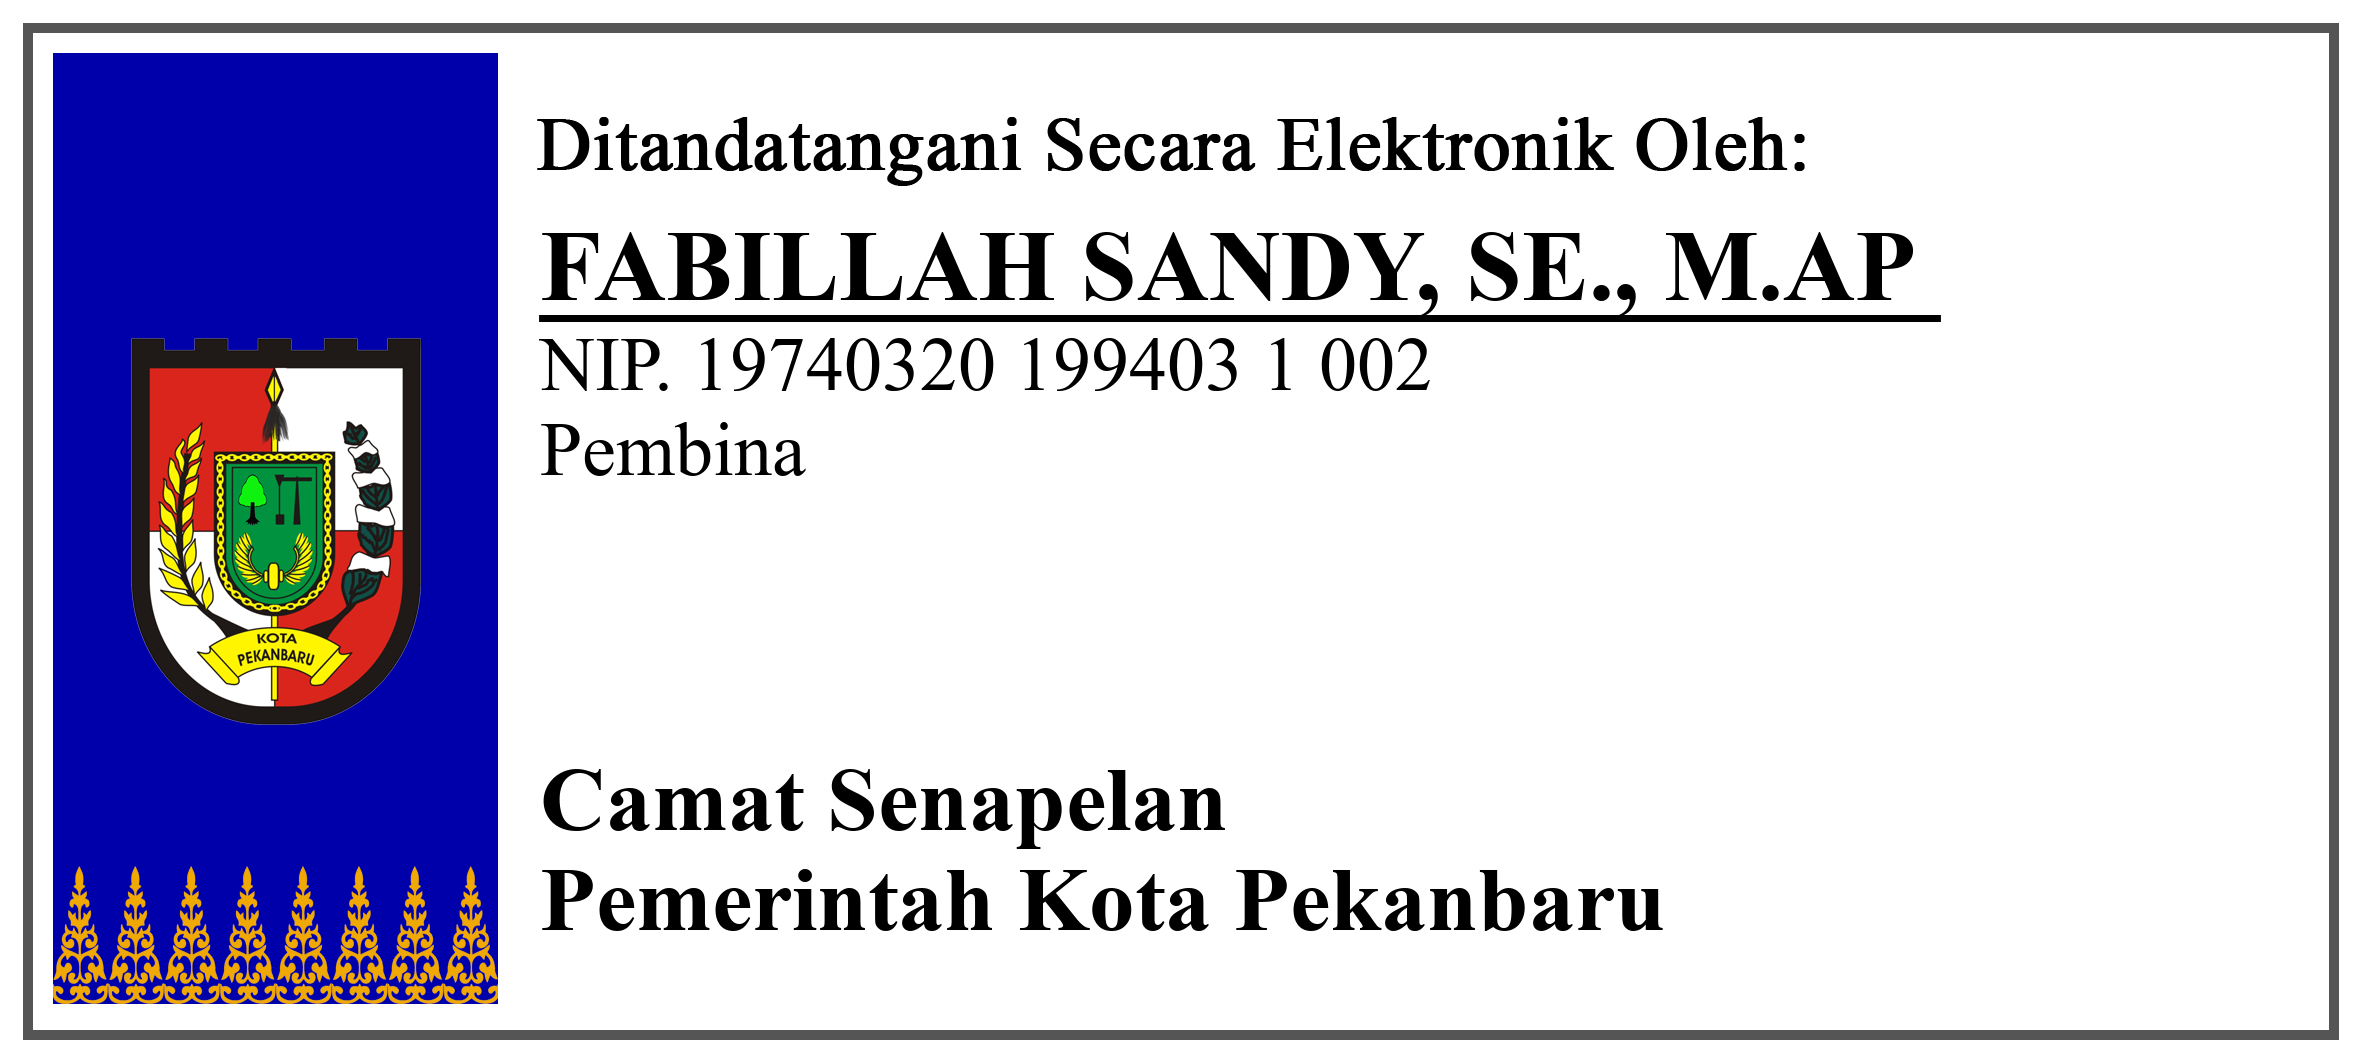 Ditandatangani Secara Elektronik Oleh:
FABILLAH SANDY, SE., M.AP
NIP. 19740320 199403 1 002
Pembina
KOTA
PEKANBARU
Camat Senapelan
Pemerintah Kota Pekanbaru